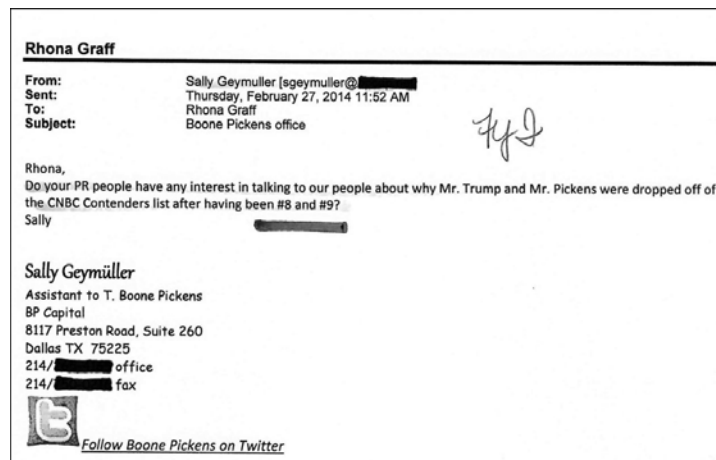 Rhona Graff
From: Sally Geymuller [sgeymuller@
Sent: Thursday, February 27, 2014 11:52 AM
To: Rhona Graff
Subject: Boone Pickens office
FYI
Rhona,
Do your PR people have any interest in talking to our people about why Mr. Trump and Mr. Pickens were dropped off of
the CNBC Contenders list after having been #8 and #9?
Sally
Sally Geymüller
Assistant to T. Boone Pickens
BP Capital
8117 Preston Road, Suite 260
Dallas TX 75225
214/ office
214/ fax
Follow Boone Pickens on Twitter